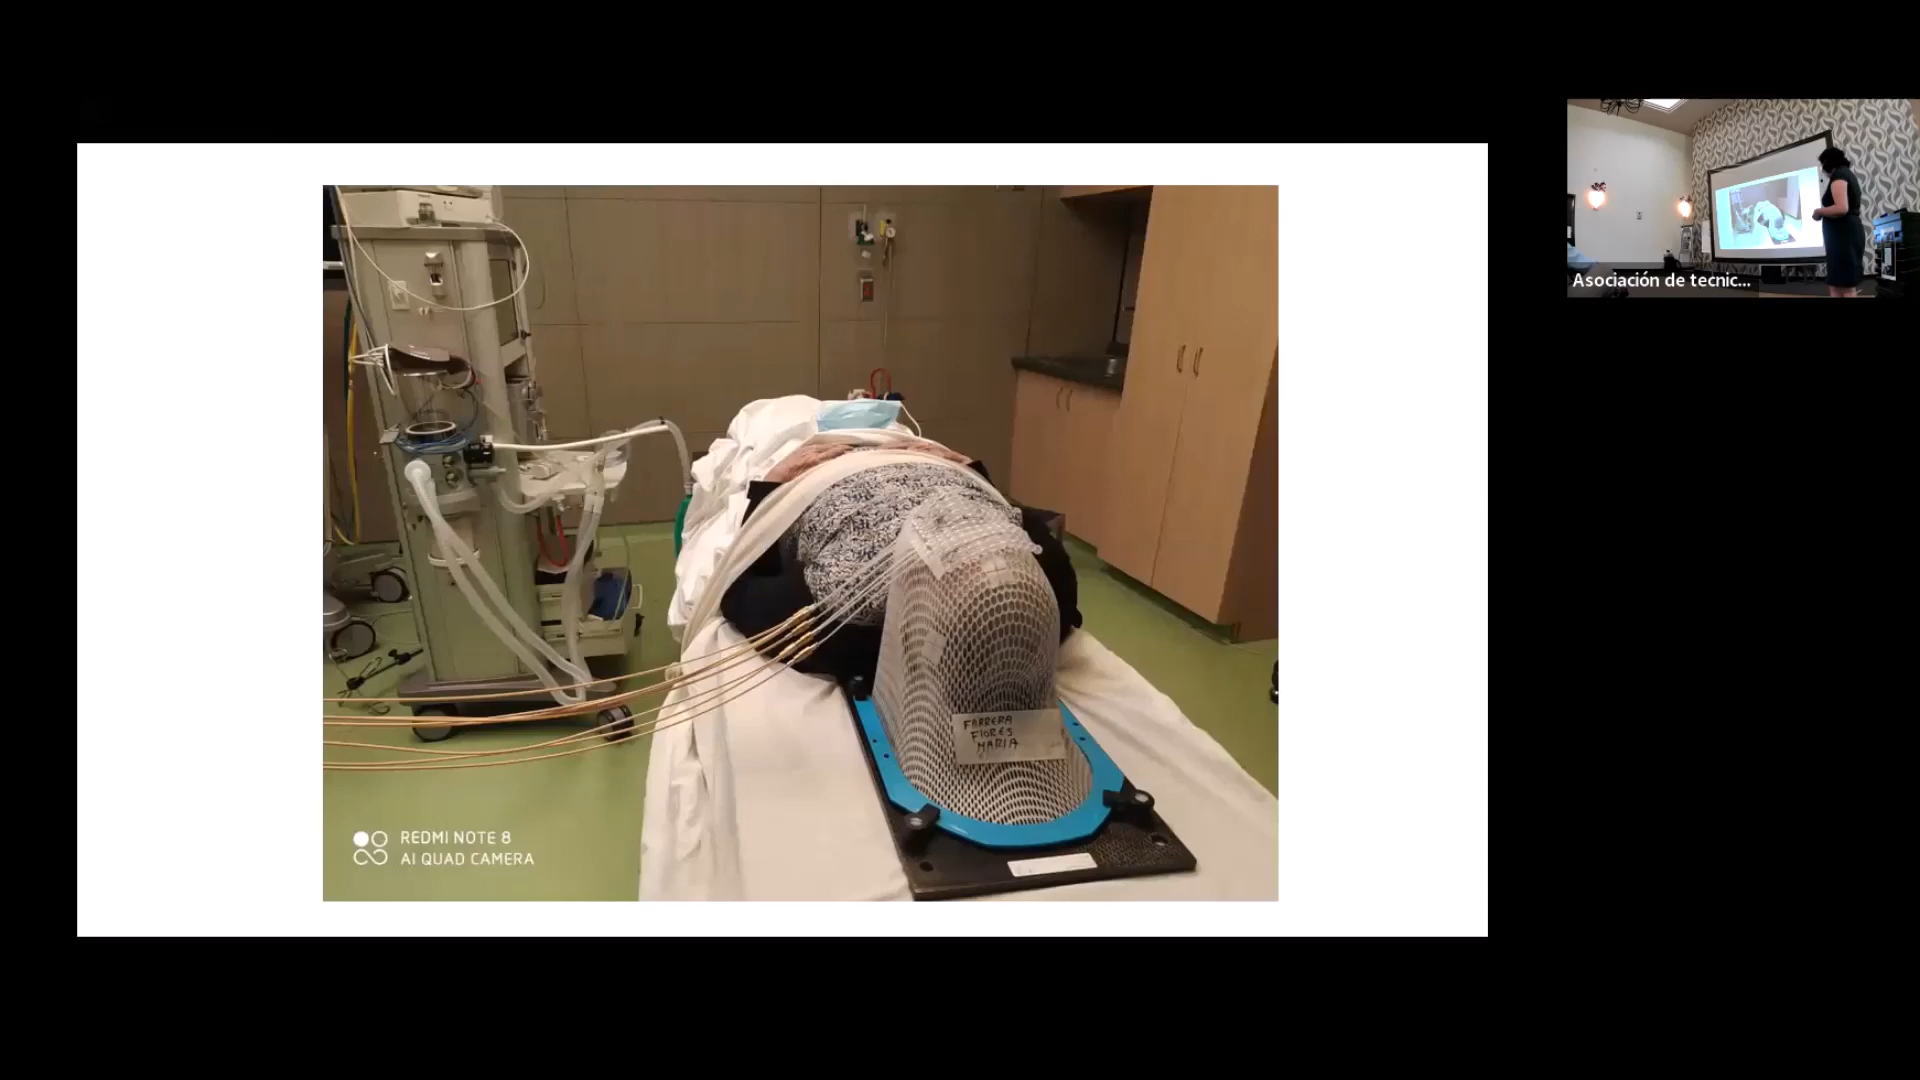 FARRERA
FLORES
MARIA
REDMI NOTE 8
AI QUAD CAMERA
Asociación de tecnic...